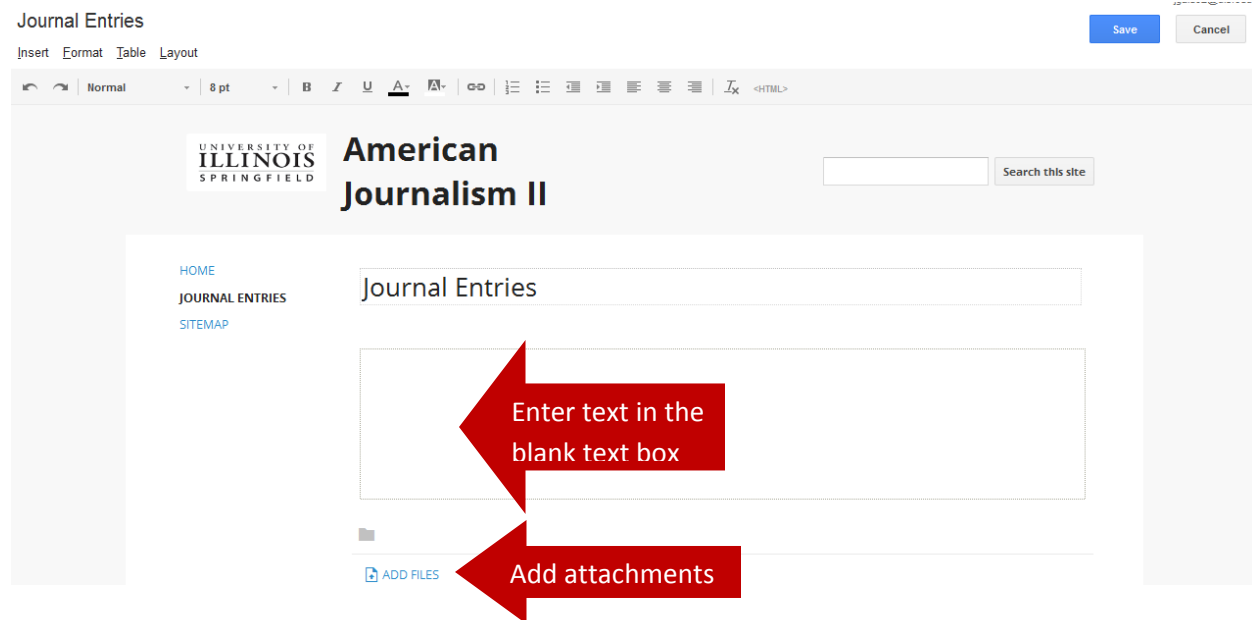 Journal Entries
Save Cancel
Insert Format Table Layout
Normal 8 pt B I U A A <HTML>
UNIVERSITY OF
ILLINOIS
SPRINGFIELD
American
Journalism II
Search this site
HOME
JOURNAL ENTRIES
SITEMAP
Journal Entries
Enter text in the
blank text box
ADD FILES
Add attachments